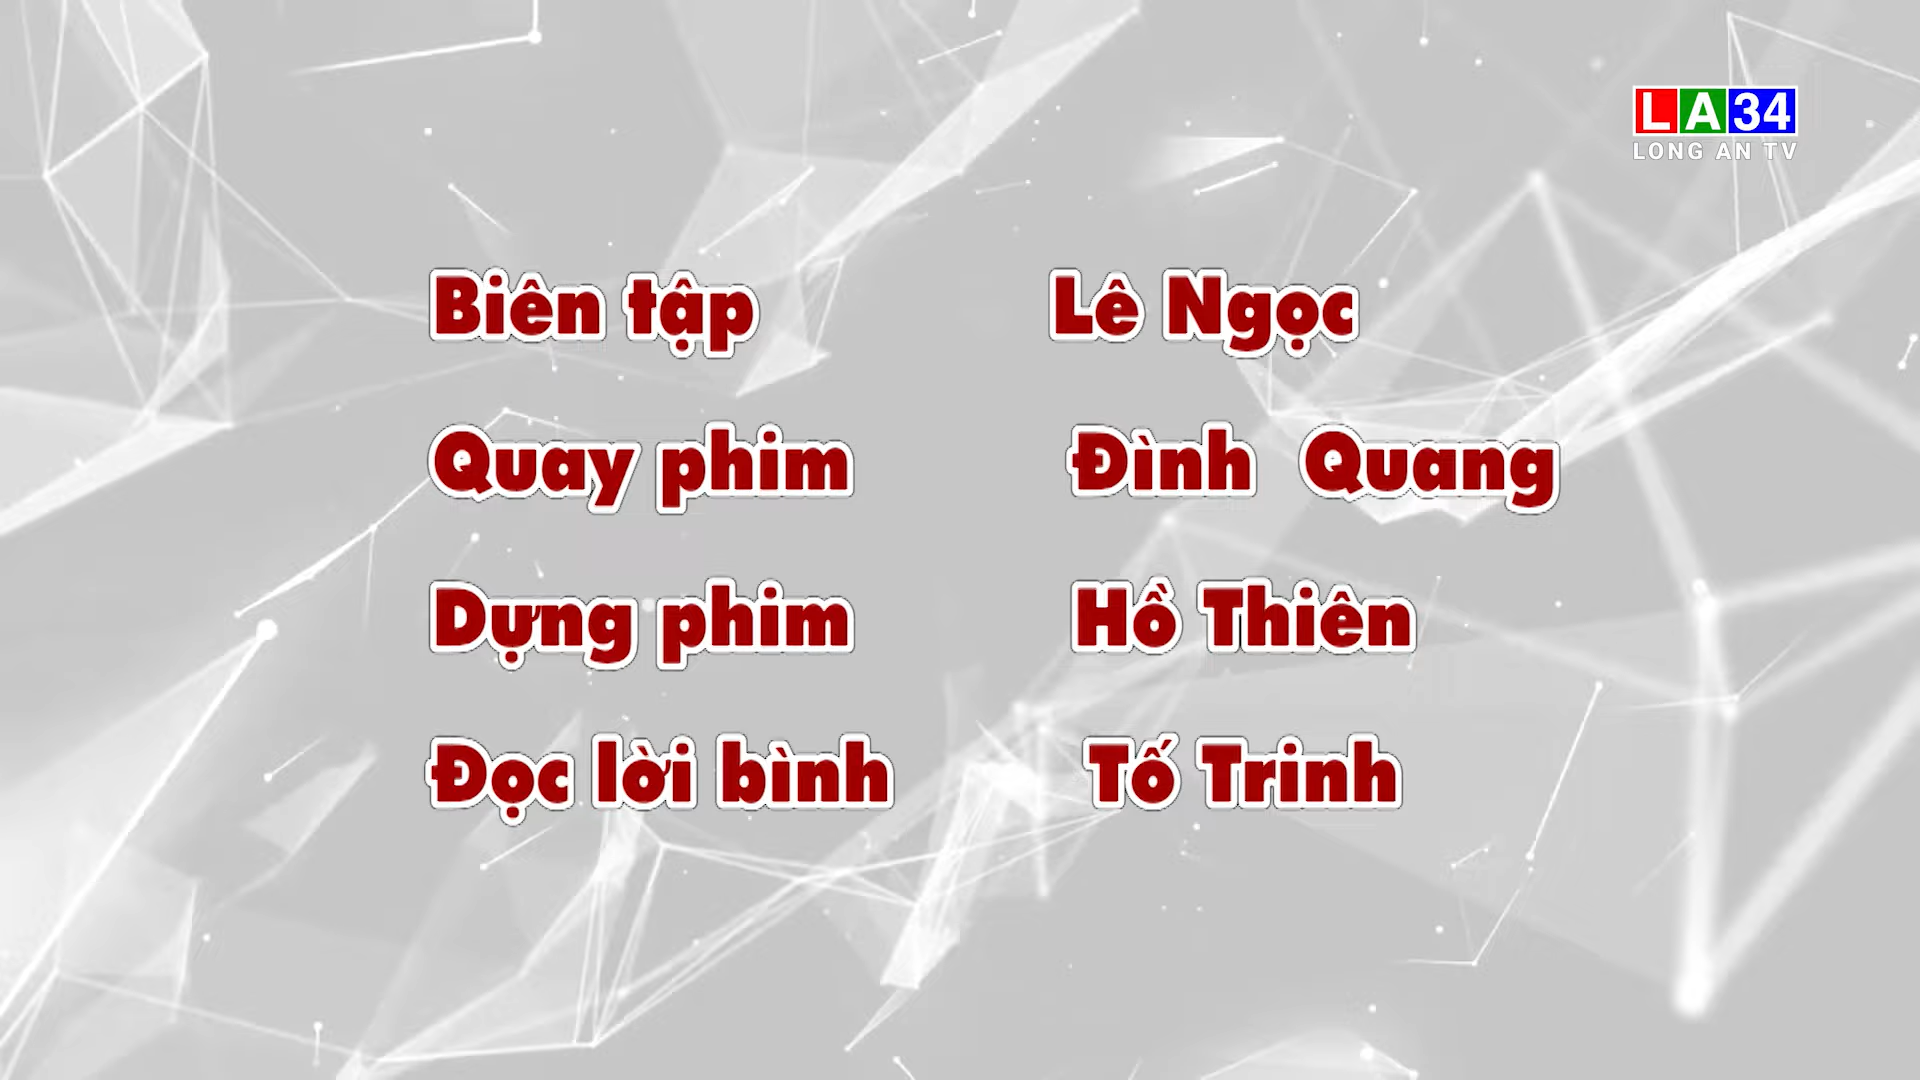 LA34
LONG AN TV
Biên tập Lê Ngọc
Quay phim Đình Quang
Dựng phim Hồ Thiên
Đọc lời bình Tố Trinh